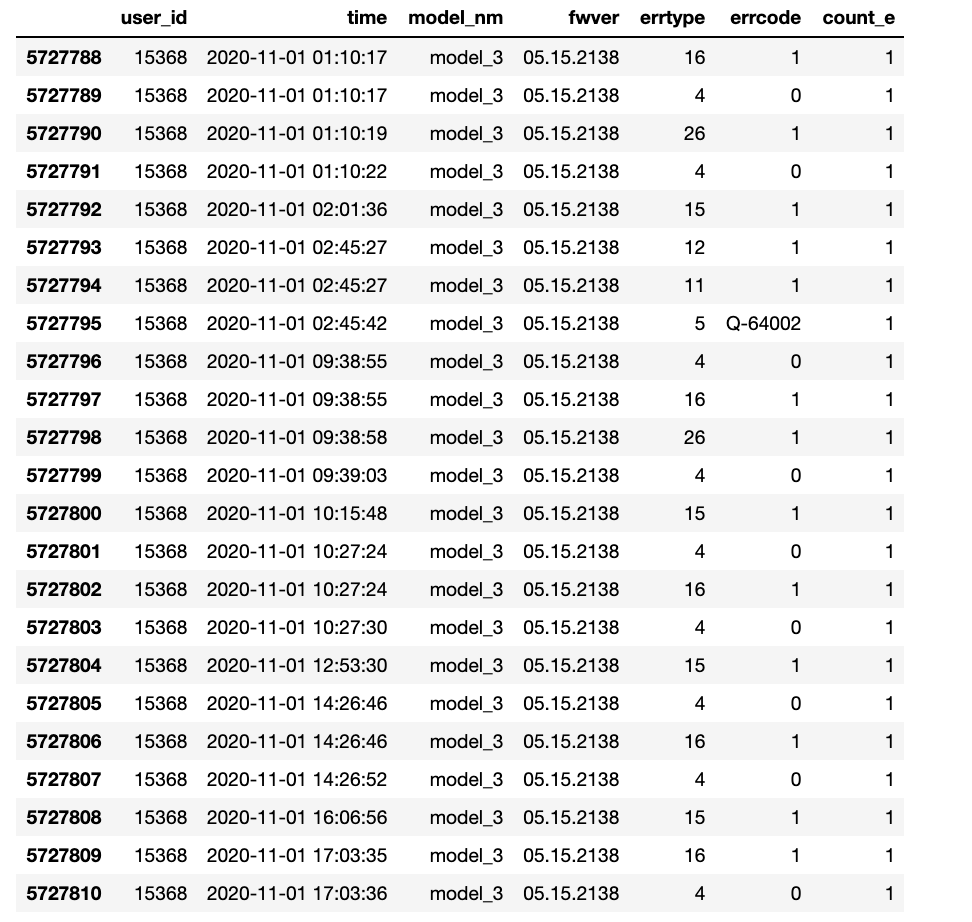 user_id time model_nm fwver errtype errcode count_e
5727788 15368 2020-11-01 01:10:17 model_3 05.15.2138 16 1 1
5727789 15368 2020-11-01 01:10:17 model_3 05.15.2138 4 0 1
5727790 15368 2020-11-01 01:10:19 model_3 05.15.2138 26 1 1
5727791 15368 2020-11-01 01:10:22 model_3 05.15.2138 4 0 1
5727792 15368 2020-11-01 02:01:36 model_3 05.15.2138 15 1 1
5727793 15368 2020-11-01 02:45:27 model_3 05.15.2138 12 1 1
5727794 15368 2020-11-01 02:45:27 model_3 05.15.2138 11 1 1
5727795 15368 2020-11-01 02:45:42 model_3 05.15.2138 5 Q-64002 1
5727796 15368 2020-11-01 09:38:55 model_3 05.15.2138 4 0 1
5727797 15368 2020-11-01 09:38:55 model_3 05.15.2138 16 1 1
5727798 15368 2020-11-01 09:38:58 model_3 05.15.2138 26 1 1
5727799 15368 2020-11-01 09:39:03 model_3 05.15.2138 4 0 1
5727800 15368 2020-11-01 10:15:48 model_3 05.15.2138 15 1 1
5727801 15368 2020-11-01 10:27:24 model_3 05.15.2138 4 0 1
5727802 15368 2020-11-01 10:27:24 model_3 05.15.2138 16 1 1
5727803 15368 2020-11-01 10:27:30 model_3 05.15.2138 4 0 1
5727804 15368 2020-11-01 12:53:30 model_3 05.15.2138 15 1 1
5727805 15368 2020-11-01 14:26:46 model_3 05.15.2138 4 0 1
5727806 15368 2020-11-01 14:26:46 model_3 05.15.2138 16 1 1
5727807 15368 2020-11-01 14:26:52 model_3 05.15.2138 4 0 1
5727808 15368 2020-11-01 16:06:56 model_3 05.15.2138 15 1 1
5727809 15368 2020-11-01 17:03:35 model_3 05.15.2138 16 1 1
5727810 15368 2020-11-01 17:03:36 model_3 05.15.2138 4 0 1